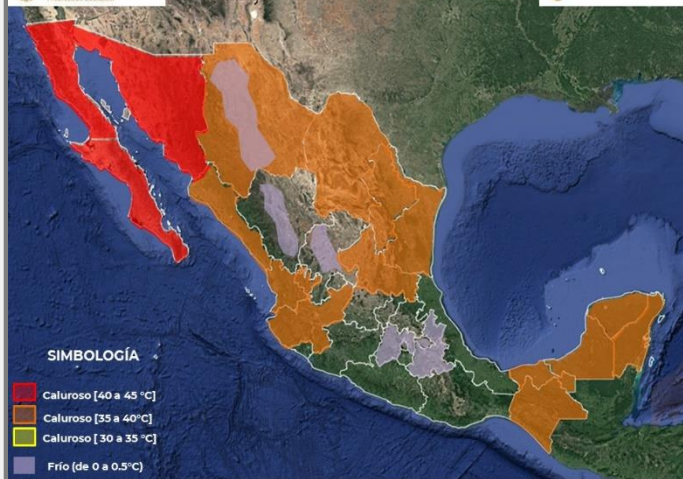 SIMBOLOGÍA
Caluroso [40 a 45 °C]
Caluroso [35 a 40°C]
Caluroso [ 30 a 35 °C]
Frío (de 0 a 0.5°C)